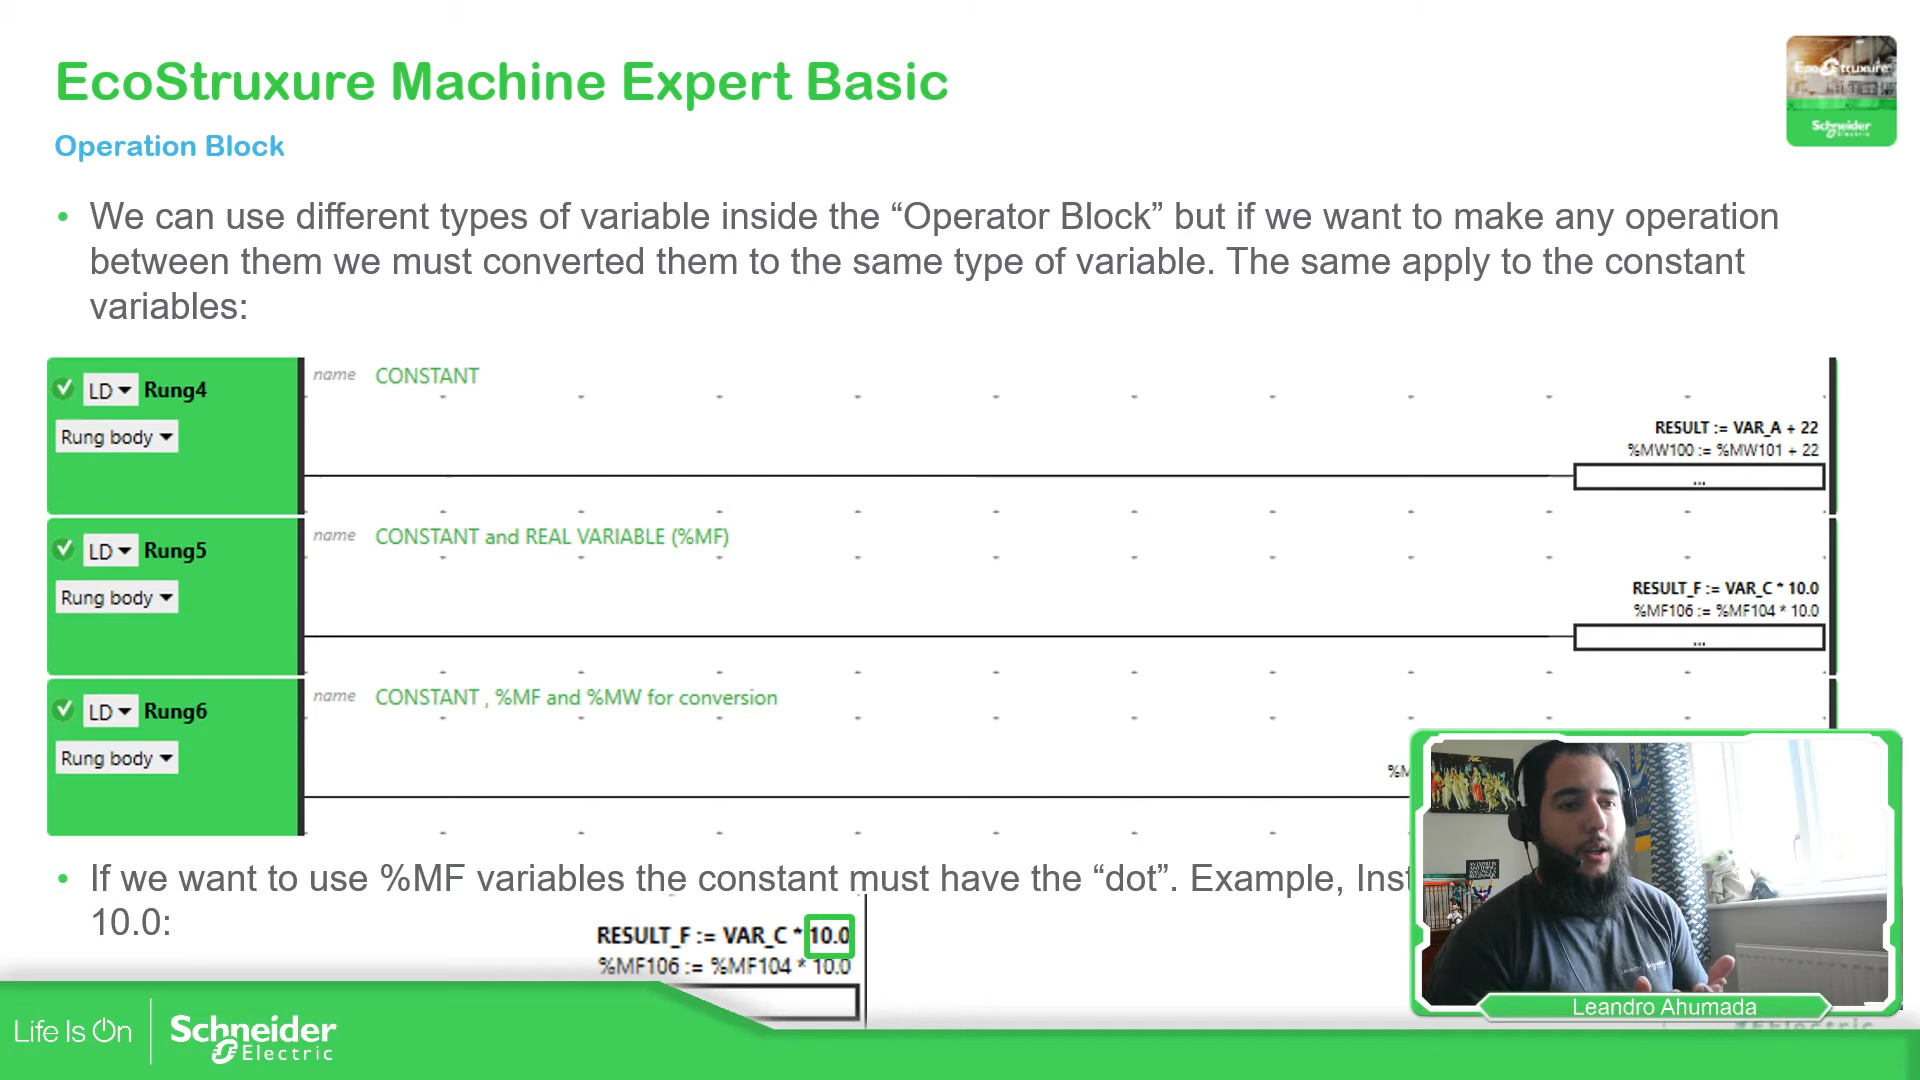 EcoStruxure Machine Expert Basic
EcoStruxure
Schneider
Electric
Operation Block
• We can use different types of variable inside the “Operator Block” but if we want to make any operation
between them we must converted them to the same type of variable. The same apply to the constant
variables:
LD Rung4
Rung body
name CONSTANT
RESULT := VAR_A + 22
%MW100 := %MW101 + 22
...
LD Rung5
Rung body
name CONSTANT and REAL VARIABLE (%MF)
RESULT_F := VAR_C * 10.0
%MF106 := %MF104 * 10.0
...
LD Rung6
Rung body
name CONSTANT , %MF and %MW for conversion
• If we want to use %MF variables the constant must have the “dot”. Example, Inst
10.0:
RESULT_F := VAR_C * 10.0
%MF106 := %MF104 * 10.0
Leandro Ahumada
Life Is On
Schneider
Electric